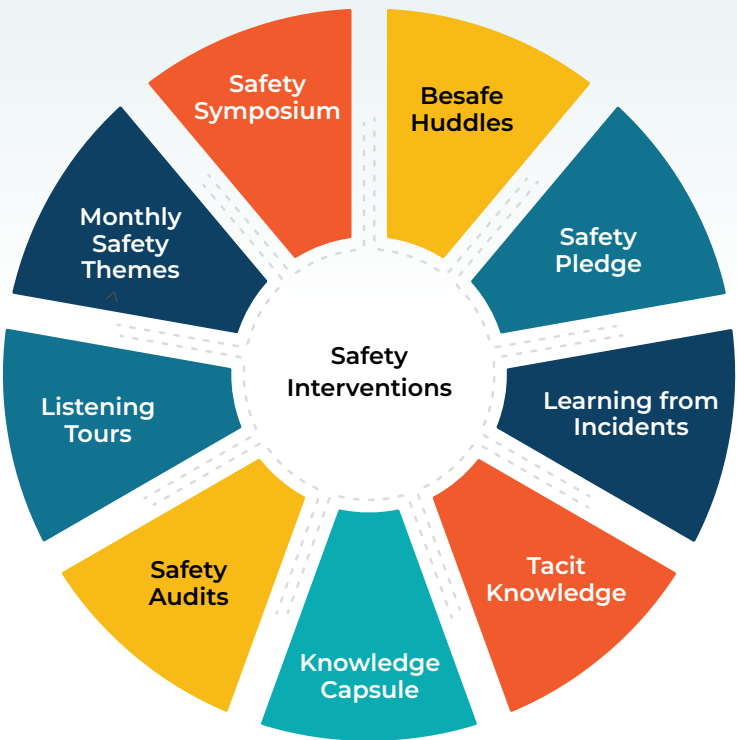 Safety
Symposium
Besafe
Huddles
Safety
Pledge
Learning from
Incidents
Tacit
Knowledge
Knowledge
Capsule
Safety
Audits
Listening
Tours
Monthly
Safety
Themes
Safety
Interventions